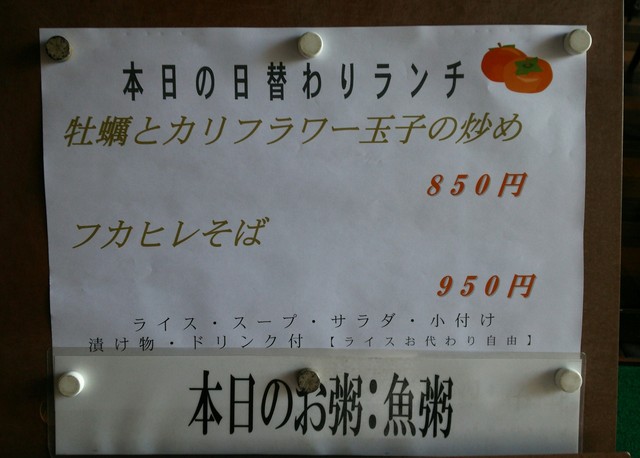 本日の日替わりランチ
牡蠣とカリフラワー玉子の炒め
850円
フカヒレそば
950円
ライス・スープ・サラダ・小付け
漬け物・ドリンク付【ライスお代わり自由】
本日のお粥:魚粥